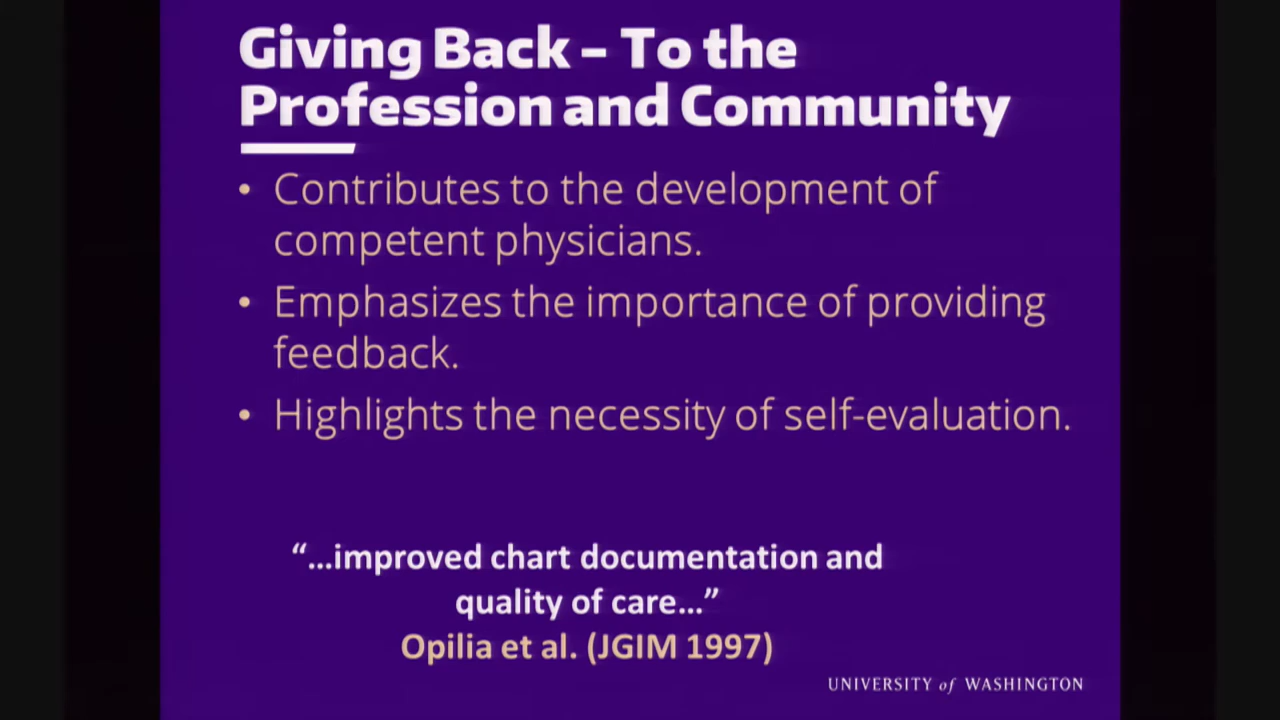 Giving Back – To the
Profession and Community
• Contributes to the development of
competent physicians.
• Emphasizes the importance of providing
feedback.
• Highlights the necessity of self-evaluation.
“…improved chart documentation and
quality of care…”
Opilia et al. (JGIM 1997)
UNIVERSITY of WASHINGTON